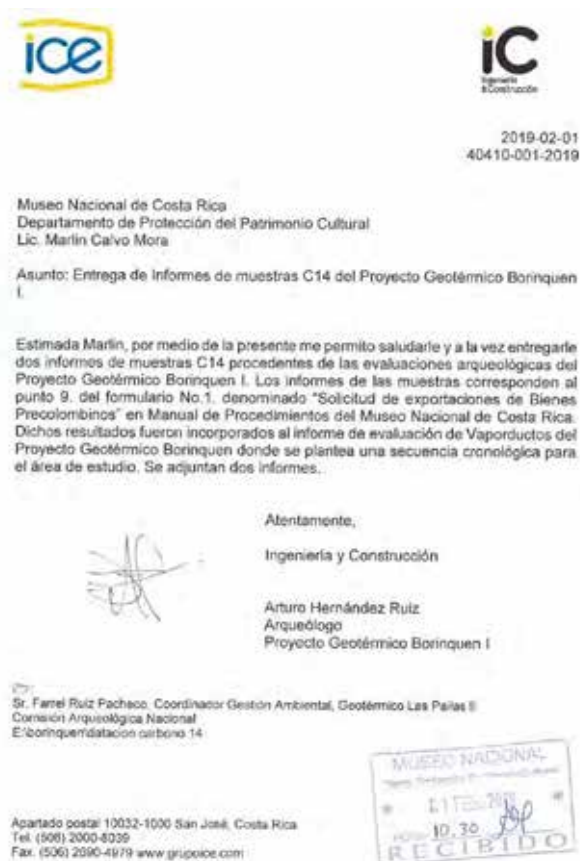 ice
iC
Ingeniería
&Construcción
2019-02-01
40410-001-2019
Museo Nacional de Costa Rica
Departamento de Protección del Patrimonio Cultural
Lic. Marlin Calvo Mora
Asunto: Entrega de Informes de muestras C14 del Proyecto Geotérmico Borinquen
I.
Estimada Marlin, por medio de la presente me permito saludarle y a la vez entregarle
dos informes de muestras C14 procedentes de las evaluaciones arqueológicas del
Proyecto Geotérmico Borinquen I. Los informes de las muestras corresponden al
punto 9. del formulario No.1. denominado "Solicitud de exportaciones de Bienes
Precolombinos" en Manual de Procedimientos del Museo Nacional de Costa Rica.
Dichos resultados fueron incorporados al informe de evaluación de Vaporductos del
Proyecto Geotérmico Borinquen donde se plantea una secuencia cronológica para
el área de estudio. Se adjuntan dos informes.
Atentamente,
Ingeniería y Construcción
Arturo Hernández Ruiz
Arqueólogo
Proyecto Geotérmico Borinquen I
Sr. Farrel Ruiz Pacheco, Coordinador Gestión Ambiental, Geotérmico Las Pailas II
Comisión Arqueológica Nacional
E:\borinquen\datacion carbono 14
MUSEO NACIONAL
10.30
RECIBIDO
Apartado postal 10032-1000 San José, Costa Rica
Tel. (506) 2000-8039
Fax. (506) 2090-4979 www.grupoice.com